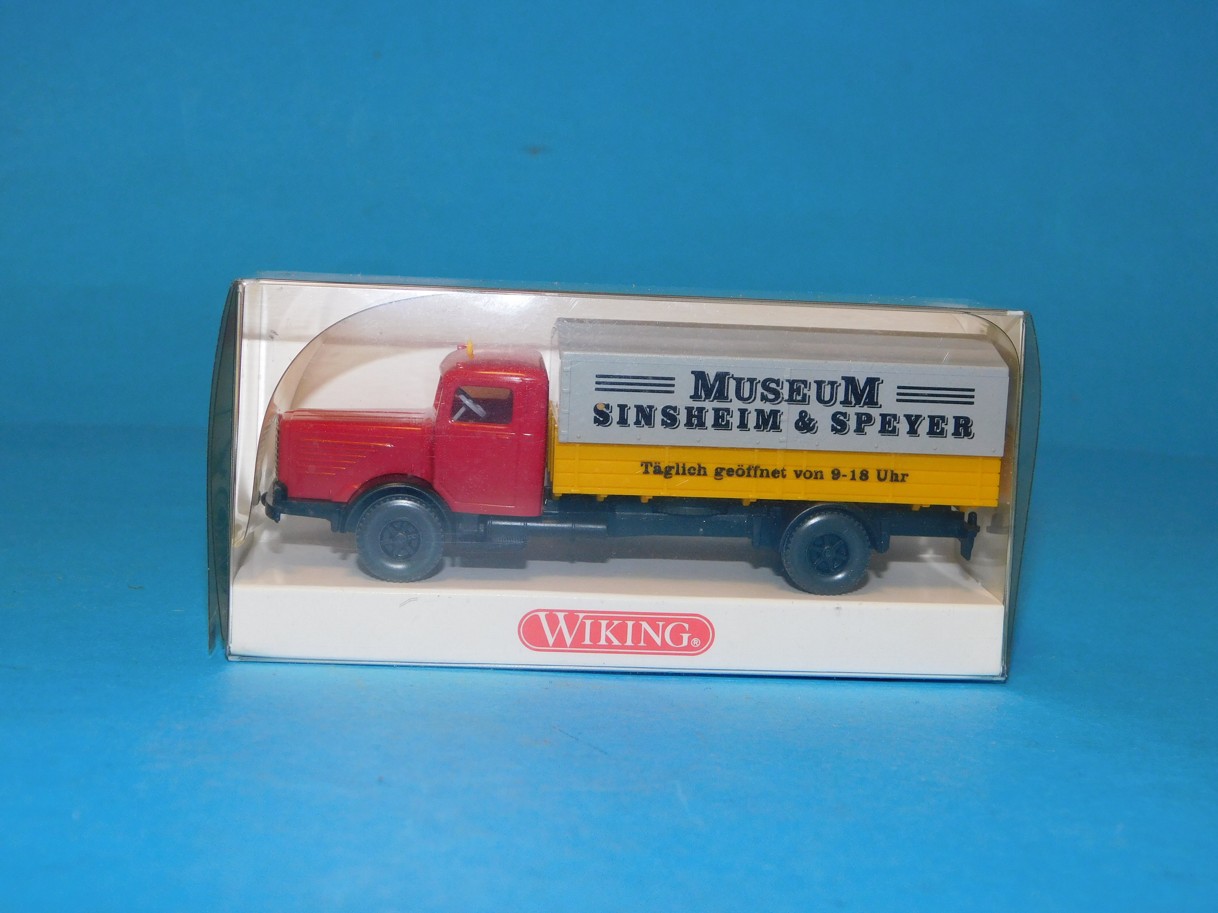 MUSEUM
SINSHEIM & SPEYER
Täglich geöffnet von 9-18 Uhr
WIKING®